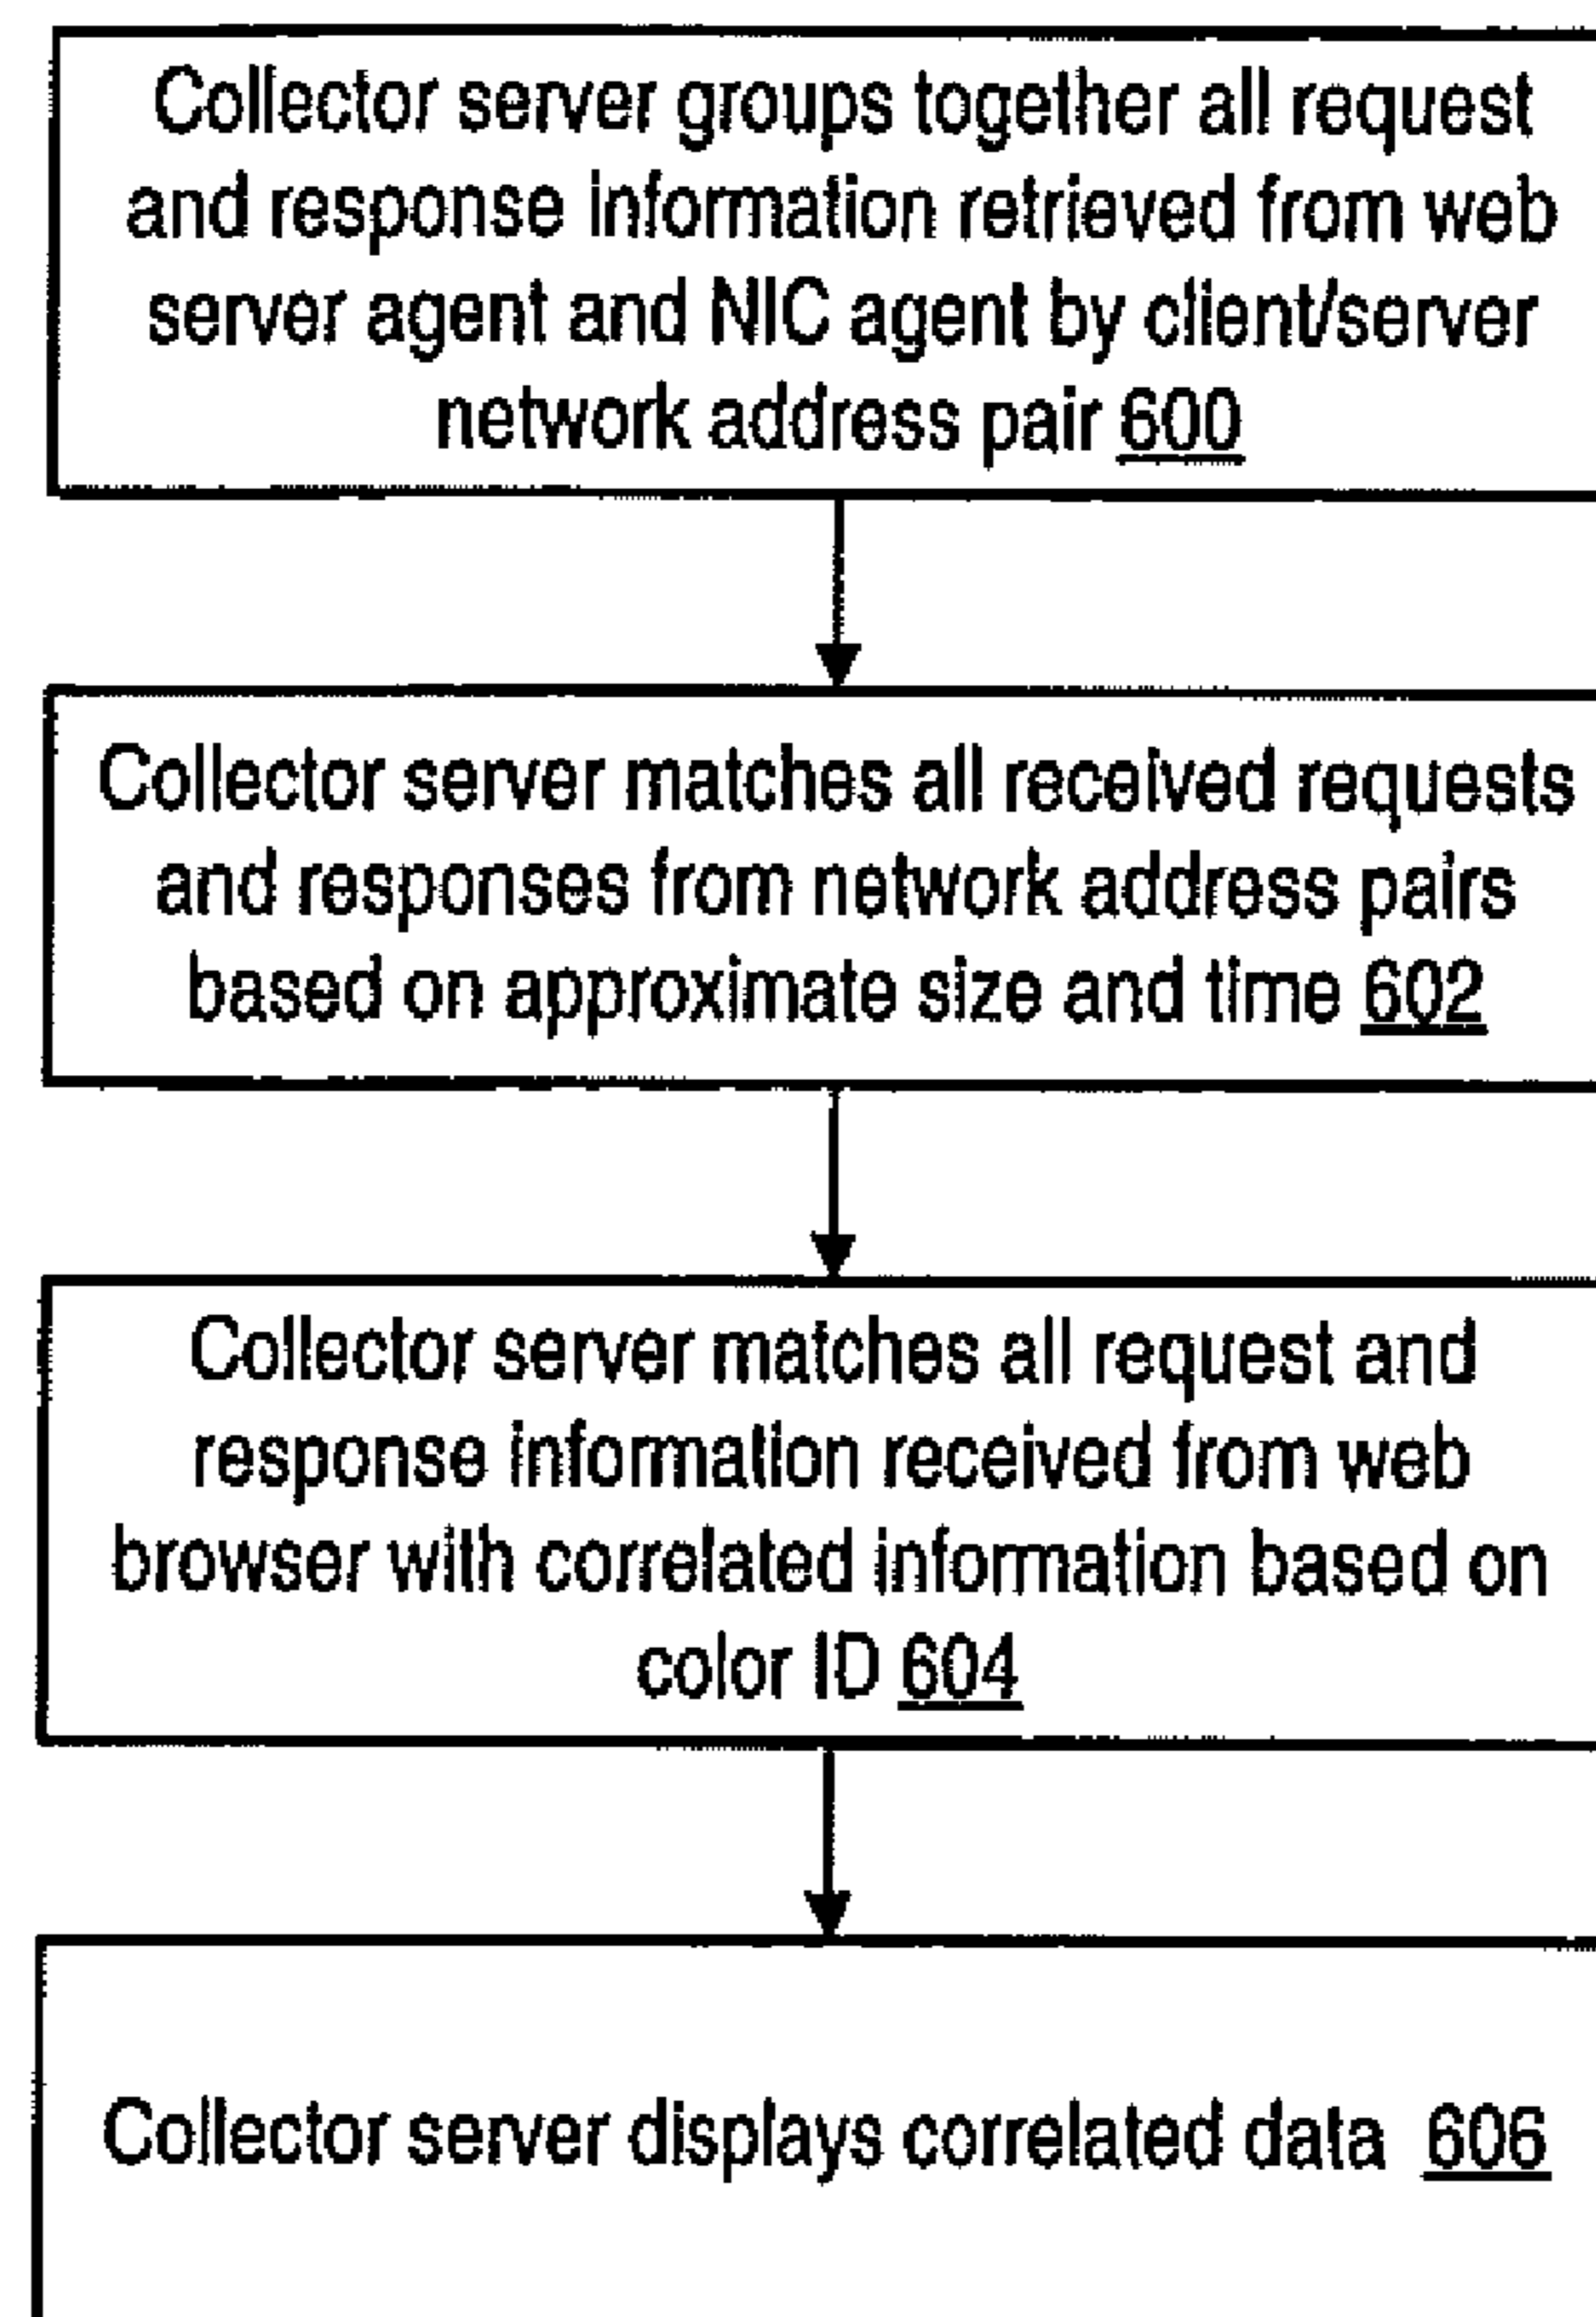 Collector server groups together all request
and response information retrieved from web
server agent and NIC agent by client/server
network address pair 600
Collector server matches all received requests
and responses from network address pairs
based on approximate size and time 602
Collector server matches all request and
response information received from web
browser with correlated information based on
color ID 604
Collector server displays correlated data 606